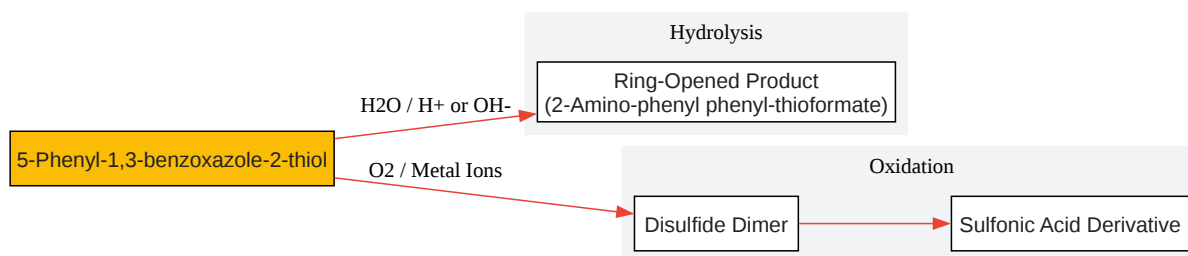 Hydrolysis
Ring-Opened Product
(2-Amino-phenyl phenyl-thioformate)
H2O / H+ or OH-
5-Phenyl-1,3-benzoxazole-2-thiol
O2 / Metal Ions
Oxidation
Disulfide Dimer
Sulfonic Acid Derivative